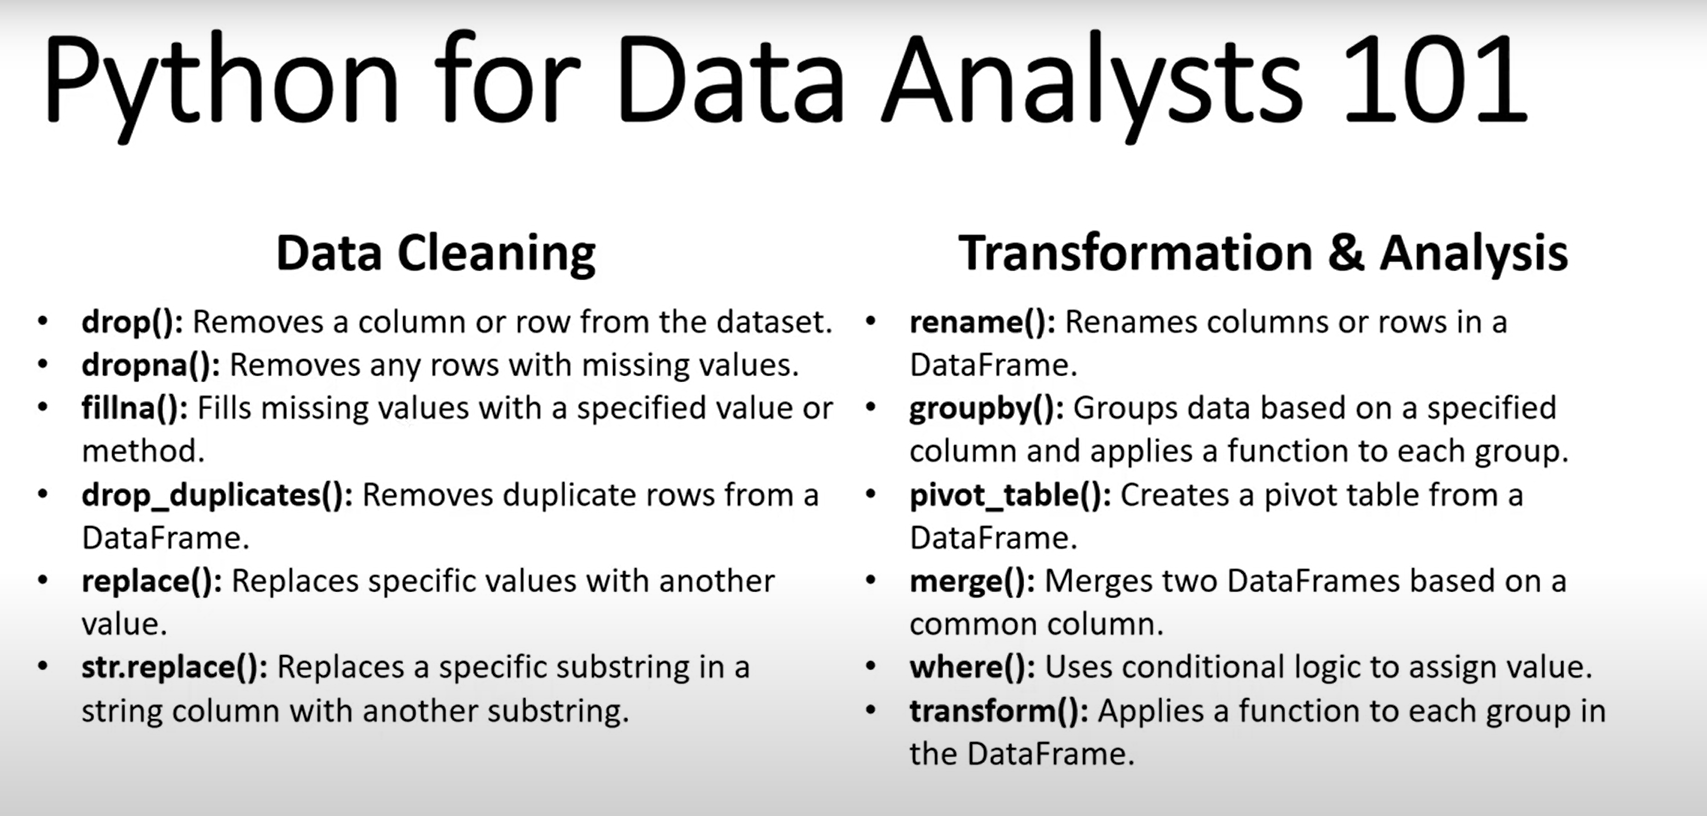 Python for Data Analysts 101
Data Cleaning
• drop(): Removes a column or row from the dataset.
• dropna(): Removes any rows with missing values.
• fillna(): Fills missing values with a specified value or
method.
• drop_duplicates(): Removes duplicate rows from a
DataFrame.
• replace(): Replaces specific values with another
value.
• str.replace(): Replaces a specific substring in a
string column with another substring.
Transformation & Analysis
• rename(): Renames columns or rows in a
DataFrame.
• groupby(): Groups data based on a specified
column and applies a function to each group.
• pivot_table(): Creates a pivot table from a
DataFrame.
• merge(): Merges two DataFrames based on a
common column.
• where(): Uses conditional logic to assign value.
• transform(): Applies a function to each group in
the DataFrame.